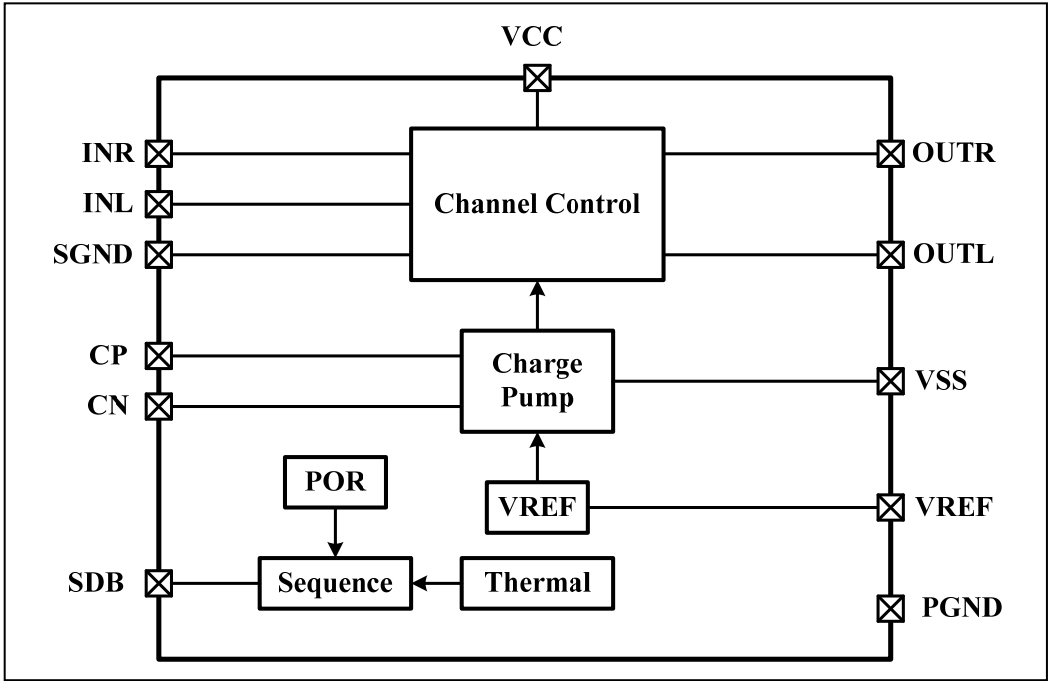 VCC
INR
OUTR
INL
Channel Control
SGND
OUTL
CP
Charge
Pump
VSS
CN
POR
VREF
VREF
SDB
Sequence
Thermal
PGND